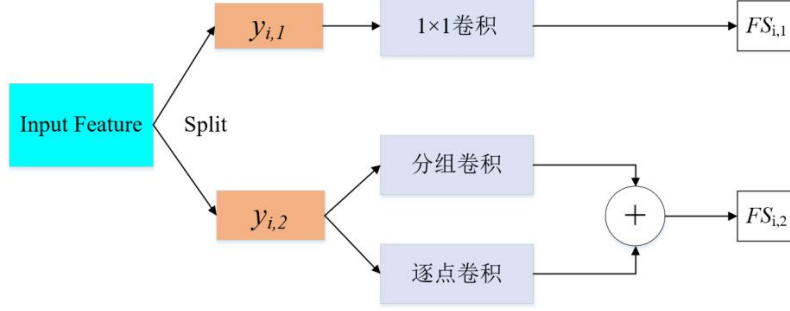 y_{i,1}
1×1卷积
FS_{i,1}
Input Feature
Split
分组卷积
y_{i,2}
+
FS_{i,2}
逐点卷积